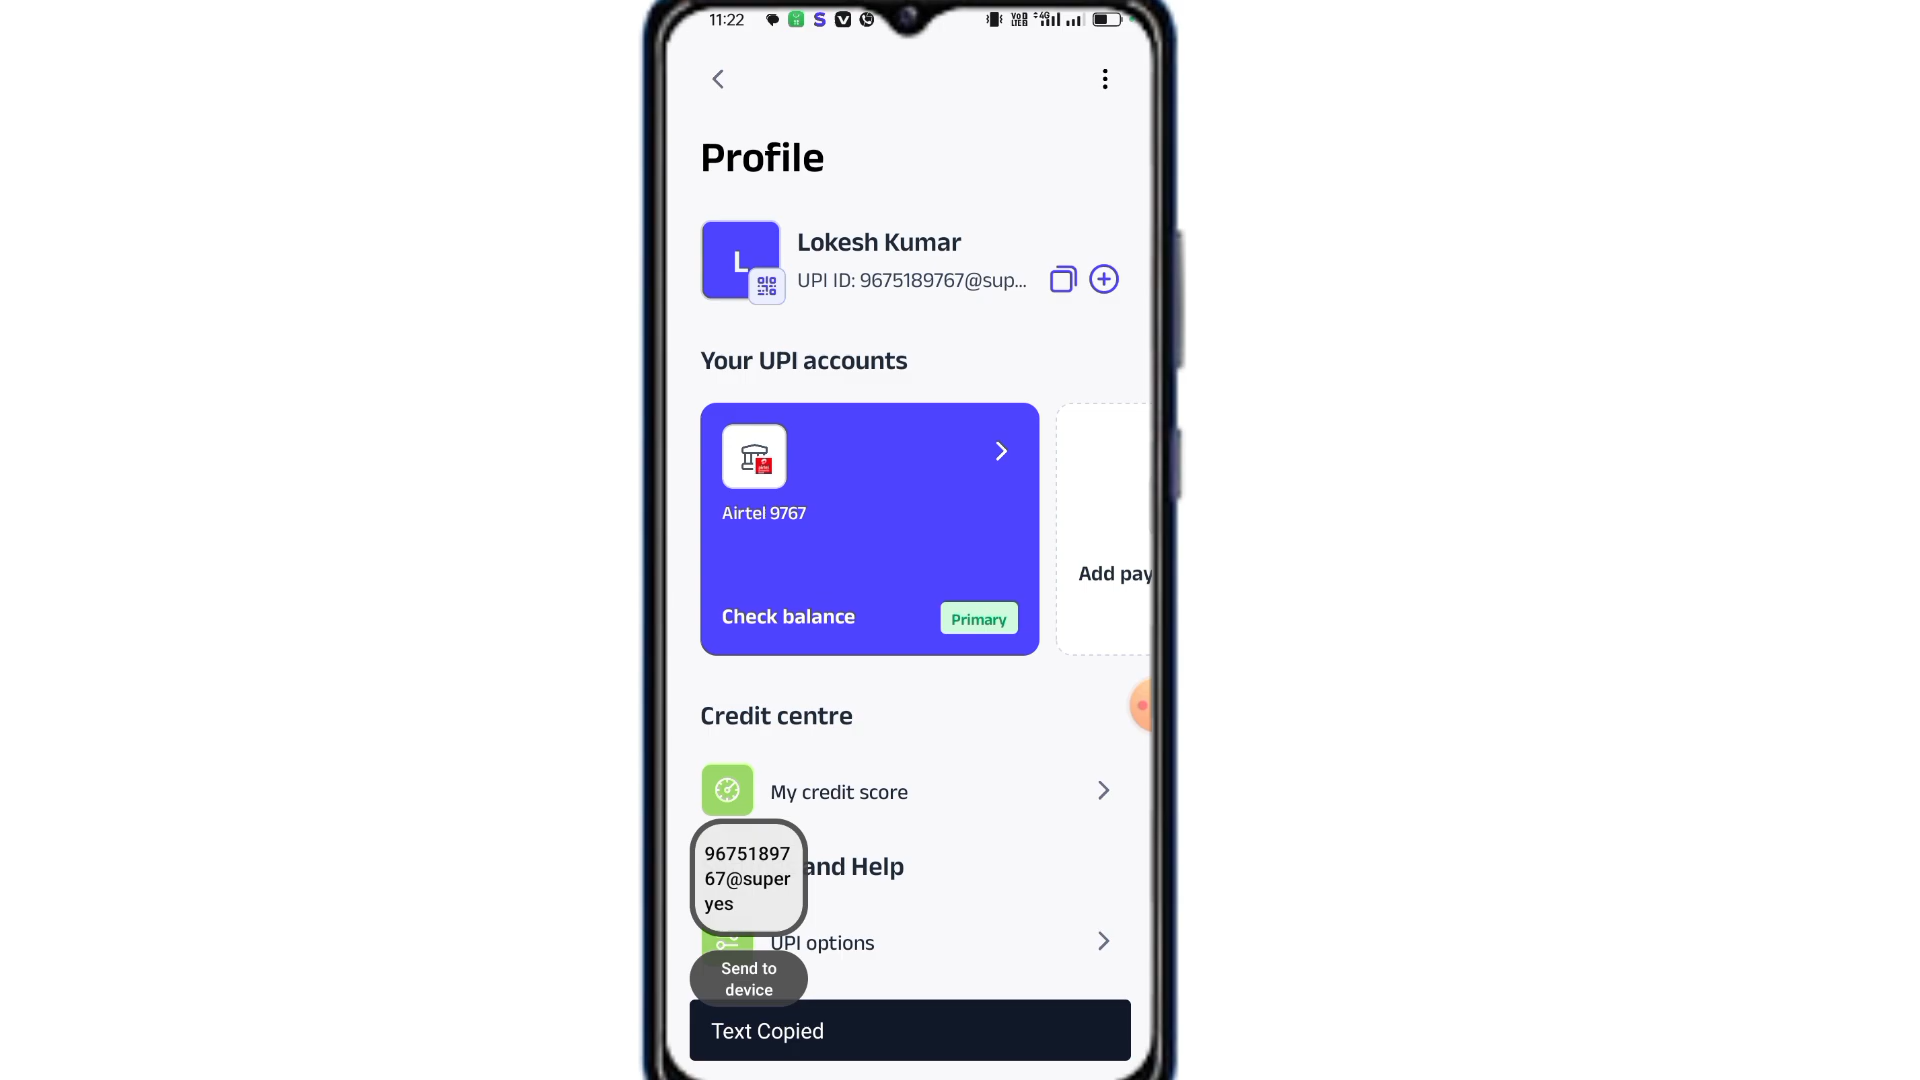 11:22
Profile
L
Lokesh Kumar
UPI ID: 9675189767@sup...
Your UPI accounts
Airtel 9767
Add pay
Check balance
Primary
Credit centre
My credit score
96751897
67@super
yes
and Help
UPI options
Send to
device
Text Copied